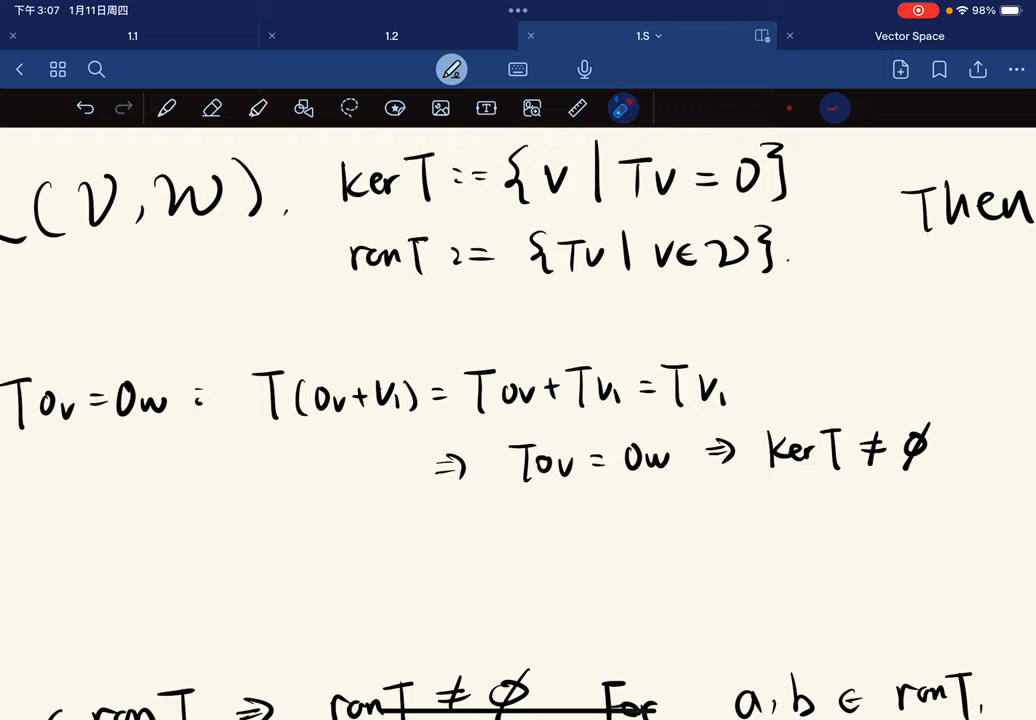 下午 3:07 1月11日周四
98%
1.1
1.2
1.S
Vector Space
(V, W). ker T := { v | Tv = 0 }
Then
ran T := { Tv | v ∈ V }.
T0v = 0w : T(0v + v₁) = T0v + Tv₁ = Tv₁
⇒ T0v = 0w ⇒ ker T ≠ ∅
ran T ⇒ ran T ≠ ∅ For a, b ∈ ran T.